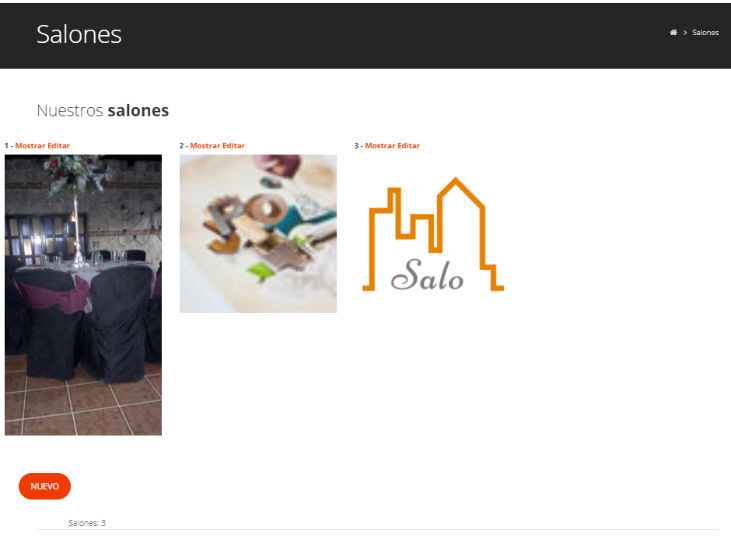 Salones
> Salones
Nuestros salones
1 - Mostrar Editar
2 - Mostrar Editar
3 - Mostrar Editar
Salo
NUEVO
Salones: 3